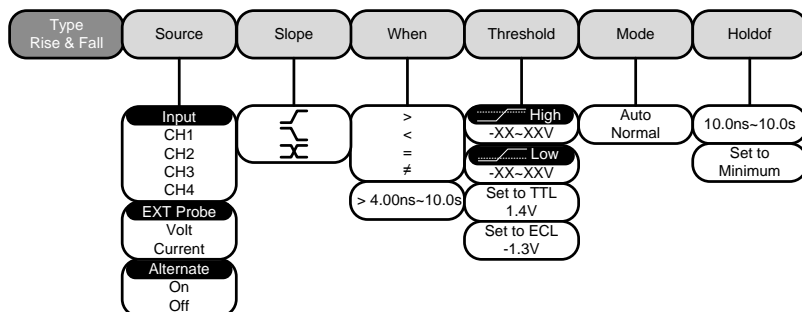 Type
Rise & Fall
Source
Slope
When
Threshold
Mode
Holdof
Input
CH1
CH2
CH3
CH4
EXT Probe
Volt
Current
Alternate
On
Off
>
<
=
≠
> 4.00ns~10.0s
High
-XX~XXV
Low
-XX~XXV
Set to TTL
1.4V
Set to ECL
-1.3V
Auto
Normal
10.0ns~10.0s
Set to
Minimum